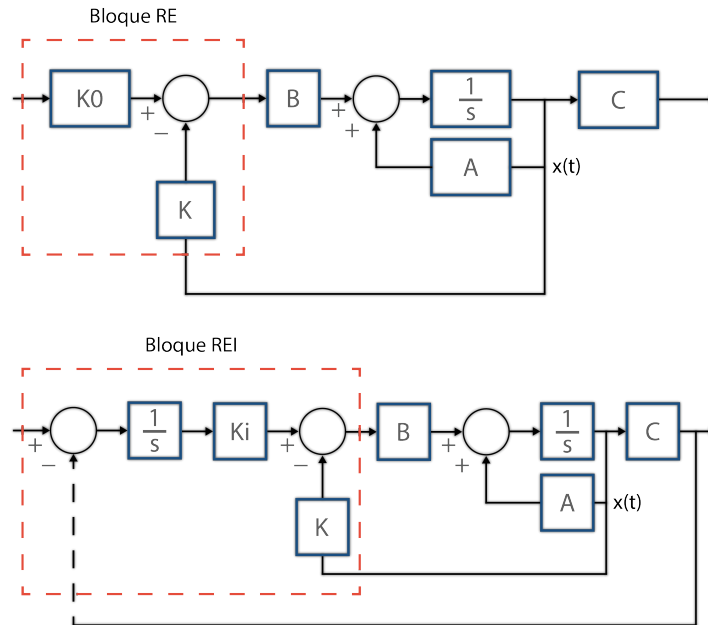 Bloque RE
K0
+
−
B
+
+
1
s
C
A
x(t)
K
Bloque REI
+
−
1
s
Ki
+
−
B
+
+
1
s
C
A
x(t)
K